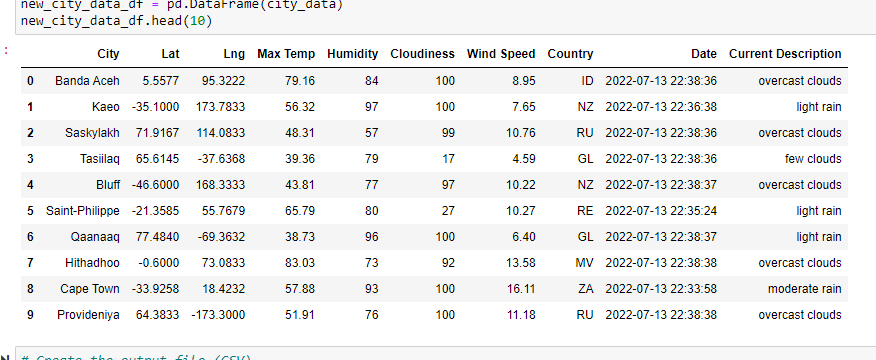 new_city_data_df = pd.DataFrame(city_data)
new_city_data_df.head(10)
City Lat Lng Max Temp Humidity Cloudiness Wind Speed Country Date Current Description
0 Banda Aceh 5.5577 95.3222 79.16 84 100 8.95 ID 2022-07-13 22:38:36 overcast clouds
1 Kaeo -35.1000 173.7833 56.32 97 100 7.65 NZ 2022-07-13 22:36:38 light rain
2 Saskylakh 71.9167 114.0833 48.31 57 99 10.76 RU 2022-07-13 22:38:36 overcast clouds
3 Tasiilaq 65.6145 -37.6368 39.36 79 17 4.59 GL 2022-07-13 22:38:36 few clouds
4 Bluff -46.6000 168.3333 43.81 77 97 10.22 NZ 2022-07-13 22:38:37 overcast clouds
5 Saint-Philippe -21.3585 55.7679 65.79 80 27 10.27 RE 2022-07-13 22:35:24 light rain
6 Qaanaaq 77.4840 -69.3632 38.73 96 100 6.40 GL 2022-07-13 22:38:37 light rain
7 Hithadhoo -0.6000 73.0833 83.03 73 92 13.58 MV 2022-07-13 22:38:38 overcast clouds
8 Cape Town -33.9258 18.4232 57.88 93 100 16.11 ZA 2022-07-13 22:33:58 moderate rain
9 Provideniya 64.3833 -173.3000 51.91 76 100 11.18 RU 2022-07-13 22:38:38 overcast clouds
# Create the output file (CSV)